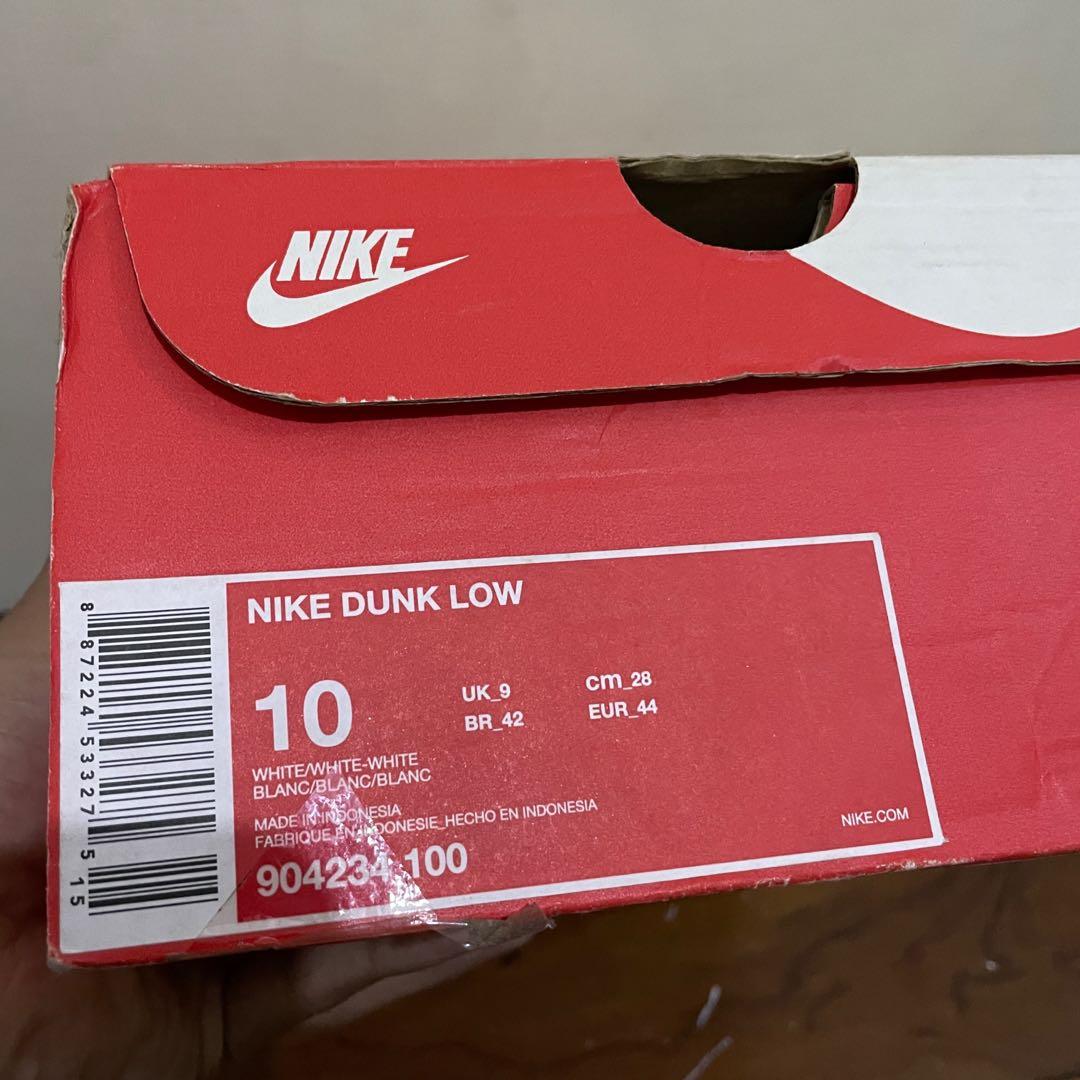 NIKE
NIKE DUNK LOW
10
UK_9
cm_28
BR_42
EUR_44
WHITE/WHITE-WHITE
BLANC/BLANC/BLANC
MADE IN INDONESIA
FABRIQUE EN INDONESIE_HECHO EN INDONESIA
NIKE.COM
904234 100
8 87224 53327 5 15